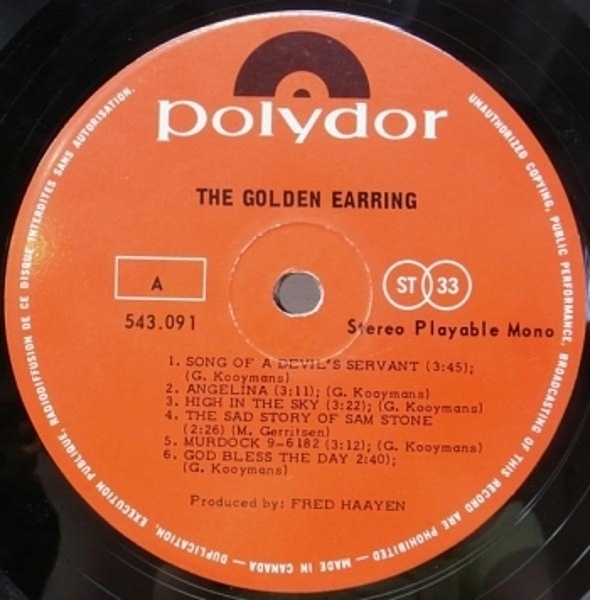 polydor
THE GOLDEN EARRING
A
543.091
ST 33
Stereo Playable Mono
1. SONG OF A DEVIL'S SERVANT (3:45);
(G. Kooymans)
2. ANGELINA (3:11); (G. Kooymans)
3. HIGH IN THE SKY (3:22); (G. Kooymans)
4. THE SAD STORY OF SAM STONE
(2:26) (M. Gerritsen)
5. MURDOCK 9-6182 (3:12); (G. Kooymans)
6. GOD BLESS THE DAY 2:40);
(G. Kooymans)
Produced by: FRED HAAYEN
UNAUTHORIZED COPYING, PUBLIC PERFORMANCE, BROADCASTING OF THIS RECORD ARE PROHIBITED — MADE IN CANADA — DUPLICATION, EXECUTION PUBLIQUE, RADIODIFFUSION DE CE DISQUE INTERDITES SANS AUTORISATION.